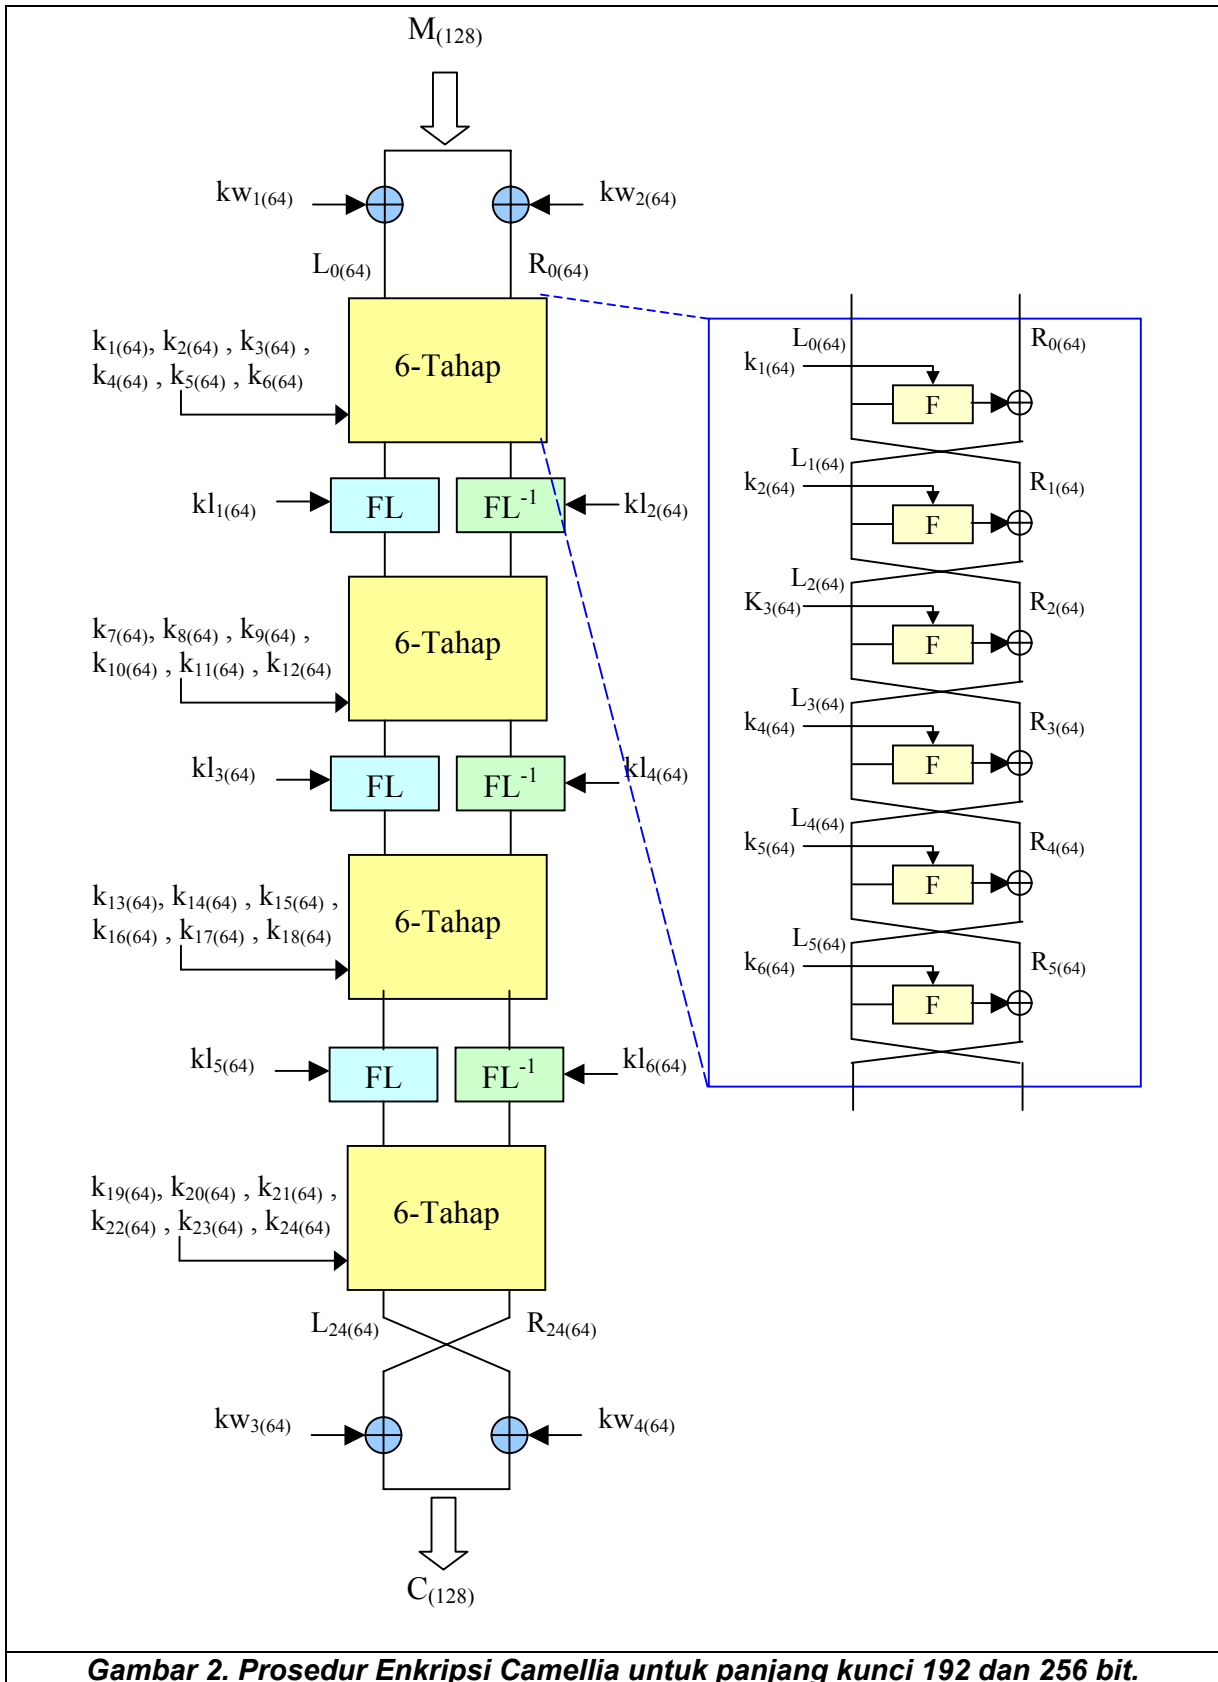 M(128)
kw1(64)
kw2(64)
L0(64)
R0(64)
k1(64), k2(64) , k3(64) ,
k4(64) , k5(64) , k6(64)
6-Tahap
kl1(64)
FL
FL-1
kl2(64)
k7(64), k8(64) , k9(64) ,
k10(64) , k11(64) , k12(64)
6-Tahap
kl3(64)
FL
FL-1
kl4(64)
k13(64), k14(64) , k15(64) ,
k16(64) , k17(64) , k18(64)
6-Tahap
kl5(64)
FL
FL-1
kl6(64)
k19(64), k20(64) , k21(64) ,
k22(64) , k23(64) , k24(64)
6-Tahap
L24(64)
R24(64)
kw3(64)
kw4(64)
C(128)
L0(64)
R0(64)
k1(64)
F
L1(64)
R1(64)
k2(64)
F
L2(64)
R2(64)
K3(64)
F
L3(64)
R3(64)
k4(64)
F
L4(64)
R4(64)
k5(64)
F
L5(64)
R5(64)
k6(64)
F
Gambar 2. Prosedur Enkripsi Camellia untuk panjang kunci 192 dan 256 bit.